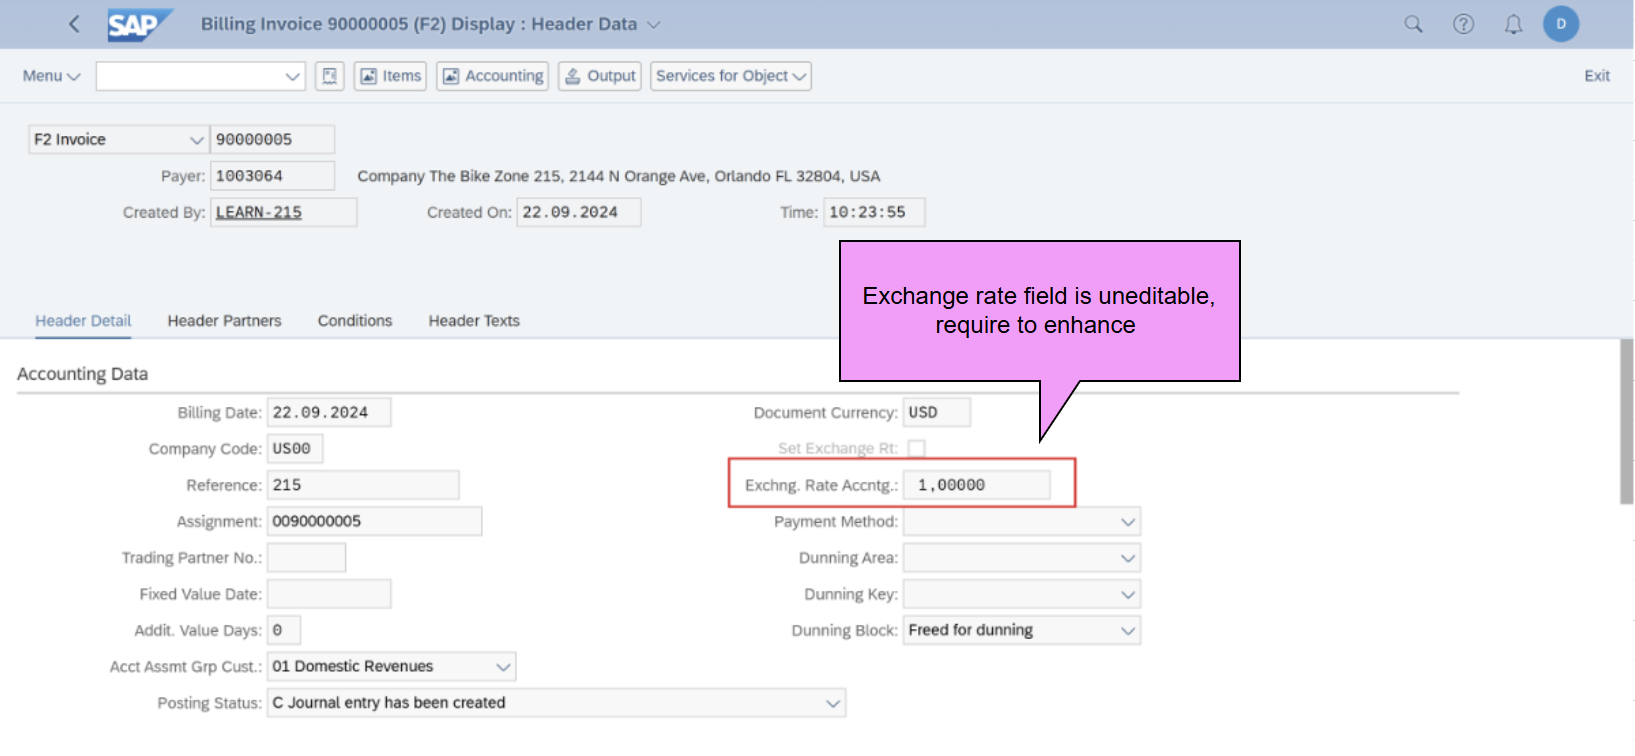 SAP Billing Invoice 90000005 (F2) Display : Header Data D
Menu Items Accounting Output Services for Object Exit
F2 Invoice 90000005
Payer: 1003064 Company The Bike Zone 215, 2144 N Orange Ave, Orlando FL 32804, USA
Created By: LEARN-215 Created On: 22.09.2024 Time: 10:23:55
Exchange rate field is uneditable,
require to enhance
Header Detail Header Partners Conditions Header Texts
Accounting Data
Billing Date: 22.09.2024 Document Currency: USD
Company Code: US00 Set Exchange Rt:
Reference: 215 Exchng. Rate Accntg.: 1,00000
Assignment: 0090000005 Payment Method:
Trading Partner No.: Dunning Area:
Fixed Value Date: Dunning Key:
Addit. Value Days: 0 Dunning Block: Freed for dunning
Acct Assmt Grp Cust.: 01 Domestic Revenues
Posting Status: C Journal entry has been created